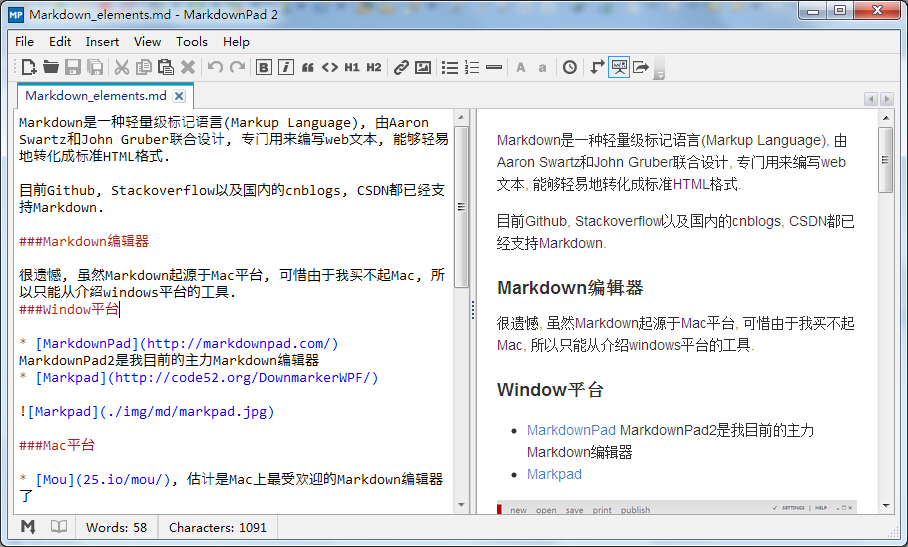 Markdown_elements.md - MarkdownPad 2
File Edit Insert View Tools Help
B i “ <> H1 H2 A a
Markdown_elements.md
Markdown是一种轻量级标记语言(Markup Language), 由Aaron
Swartz和John Gruber联合设计, 专门用来编写web文本, 能够轻易
地转化成标准HTML格式.
目前Github, Stackoverflow以及国内的cnblogs, CSDN都已经支
持Markdown.
###Markdown编辑器
很遗憾, 虽然Markdown起源于Mac平台, 可惜由于我买不起Mac, 所
以只能从介绍windows平台的工具.
###Window平台
* [MarkdownPad](http://markdownpad.com/)
MarkdownPad2是我目前的主力Markdown编辑器
* [Markpad](http://code52.org/DownmarkerWPF/)
![Markpad](./img/md/markpad.jpg)
###Mac平台
* [Mou](25.io/mou/), 估计是Mac上最受欢迎的Markdown编辑器
了
Markdown是一种轻量级标记语言(Markup Language), 由
Aaron Swartz和John Gruber联合设计, 专门用来编写web
文本, 能够轻易地转化成标准HTML格式.
目前Github, Stackoverflow以及国内的cnblogs, CSDN都已
经支持Markdown.
Markdown编辑器
很遗憾, 虽然Markdown起源于Mac平台, 可惜由于我买不起
Mac, 所以只能从介绍windows平台的工具.
Window平台
• MarkdownPad MarkdownPad2是我目前的主力
Markdown编辑器
• Markpad
new open save print publish SETTINGS | HELP
Words: 58 Characters: 1091